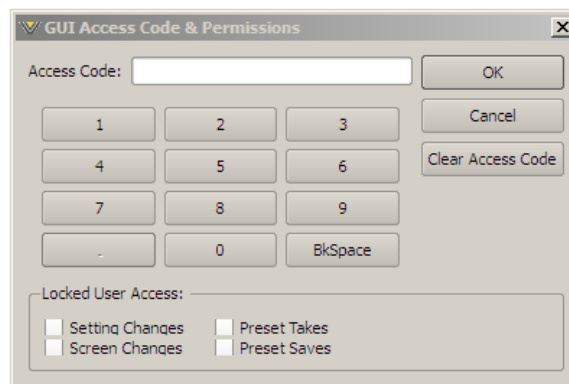 GUI Access Code & Permissions
Access Code:
OK
1 2 3
Cancel
4 5 6
Clear Access Code
7 8 9
. 0 BkSpace
Locked User Access:
Setting Changes Preset Takes
Screen Changes Preset Saves